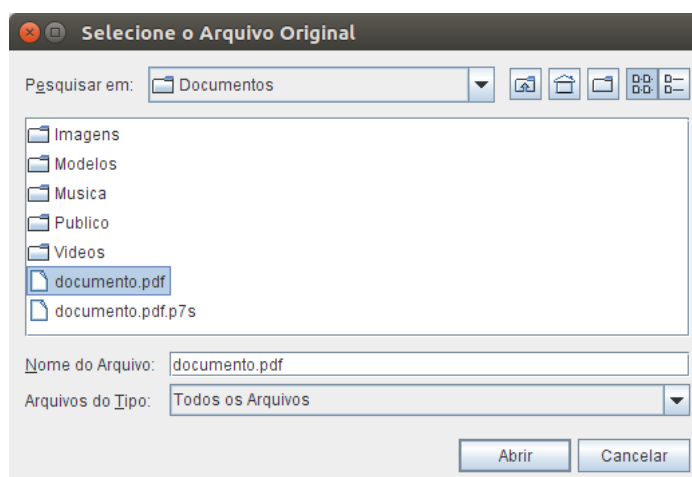 Selecione o Arquivo Original
Pesquisar em: Documentos
Imagens
Modelos
Musica
Publico
Videos
documento.pdf
documento.pdf.p7s
Nome do Arquivo: documento.pdf
Arquivos do Tipo: Todos os Arquivos
Abrir Cancelar